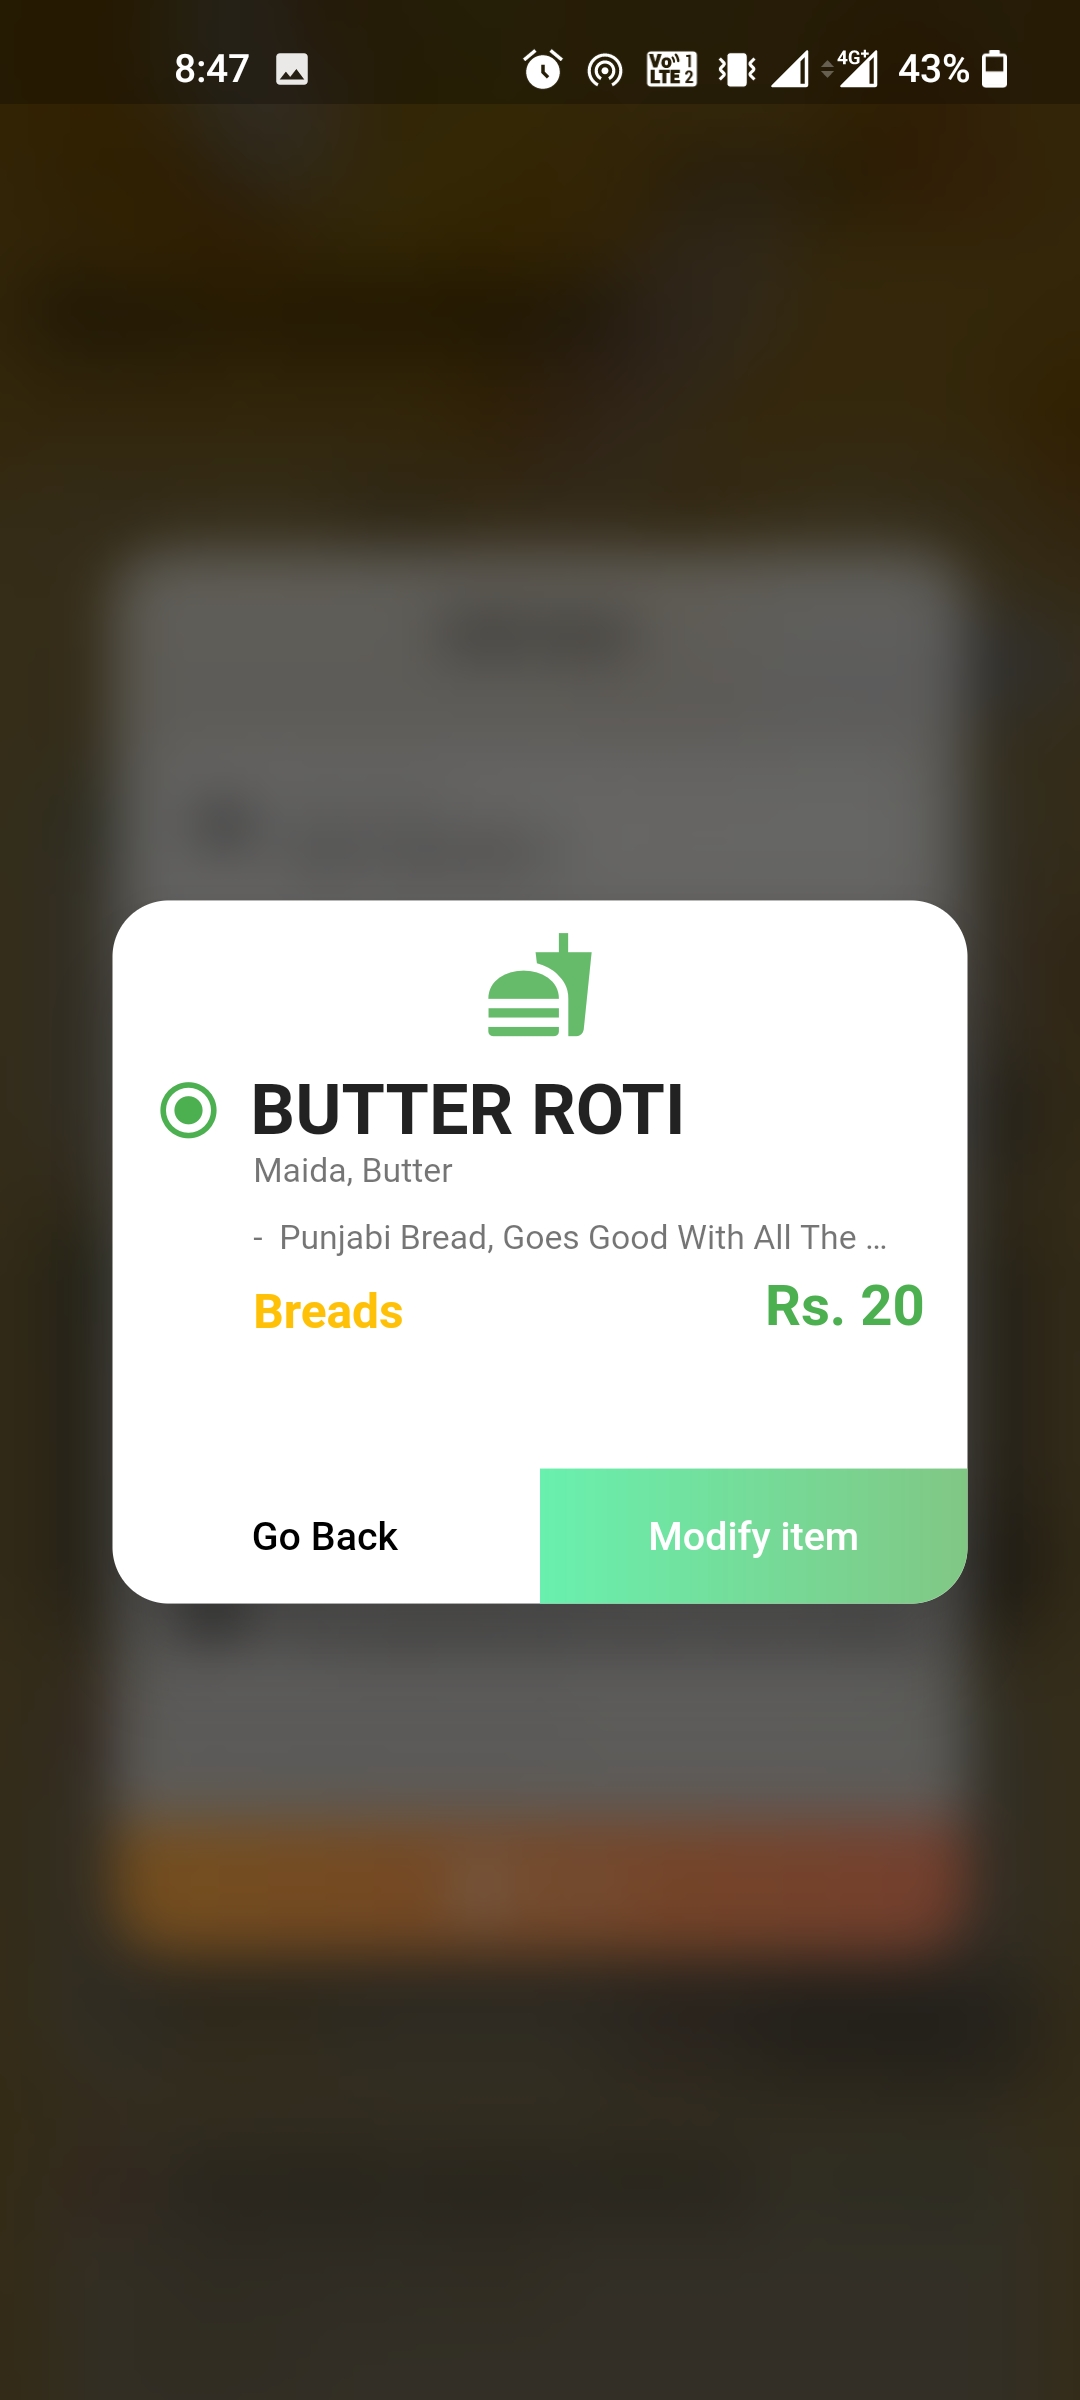 8:47 Vo LTE 1 2 4G+ 43%
BUTTER ROTI
Maida, Butter
- Punjabi Bread, Goes Good With All The ...
Breads Rs. 20
Go Back Modify item